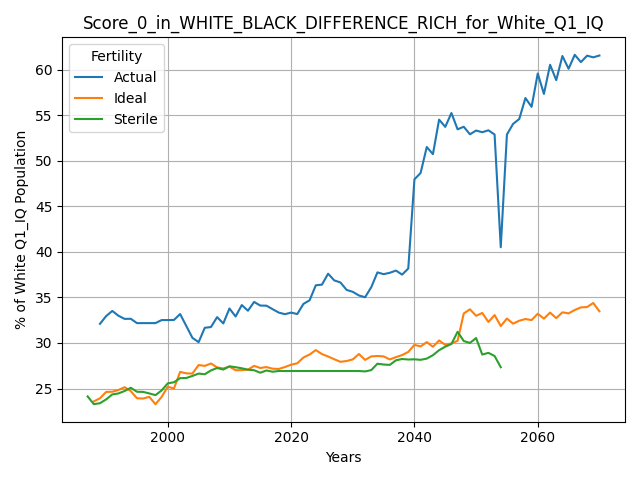 Score_0_in_WHITE_BLACK_DIFFERENCE_RICH_for_White_Q1_IQ
Fertility
Actual
Ideal
Sterile
% of White Q1_IQ Population
60
55
50
45
40
35
30
25
2000
2020
2040
2060
Years